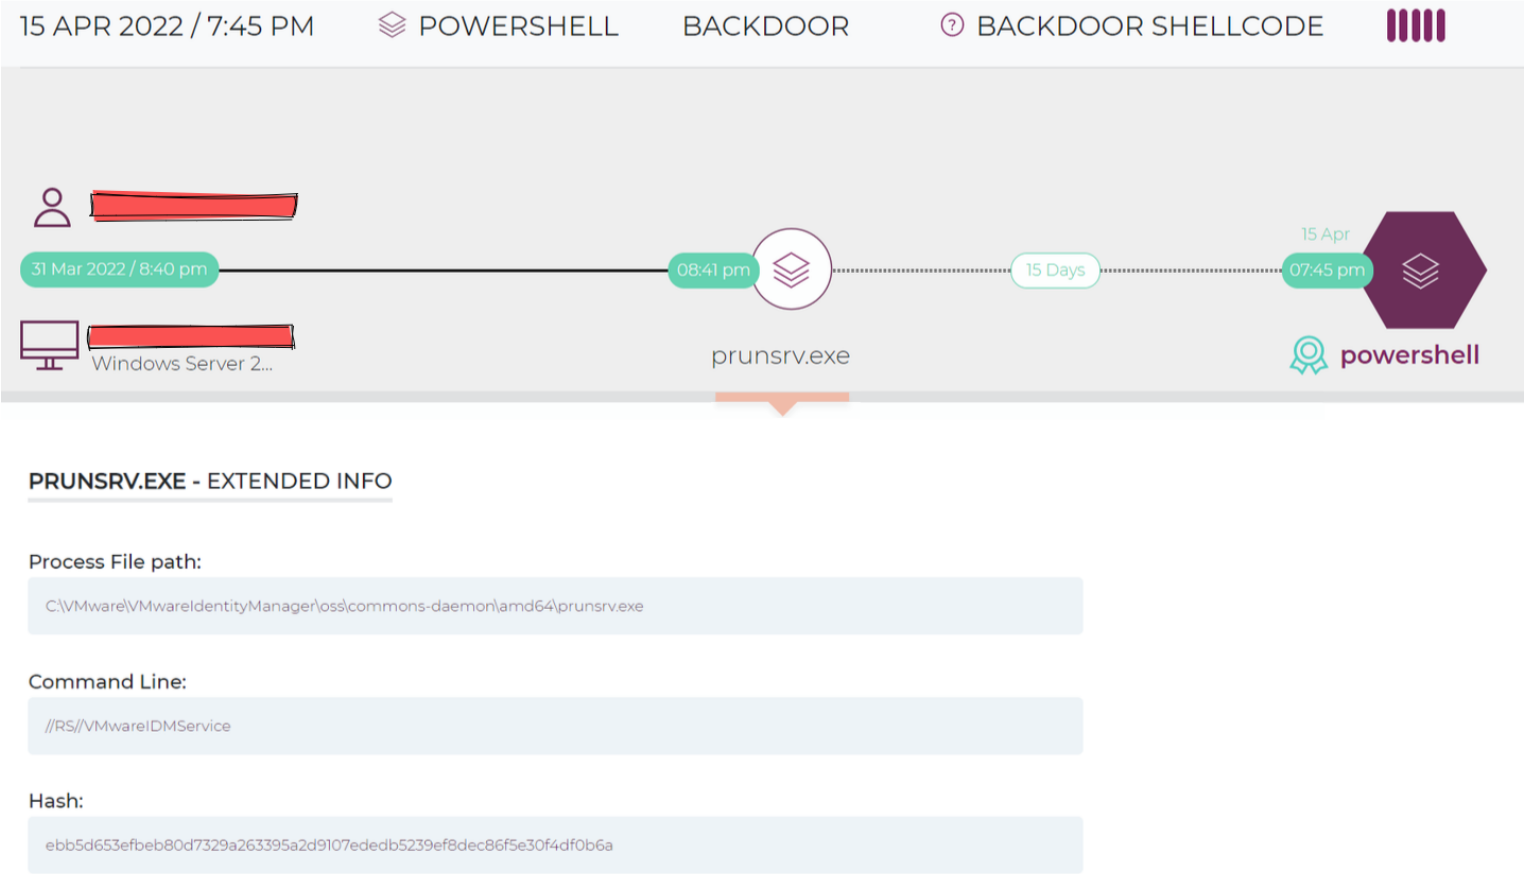 15 APR 2022 / 7:45 PM POWERSHELL BACKDOOR ? BACKDOOR SHELLCODE
15 Apr
31 Mar 2022 / 8:40 pm 08:41 pm 15 Days 07:45 pm
prunsrv.exe powershell
Windows Server 2...
PRUNSRV.EXE - EXTENDED INFO
Process File path:
C:\VMware\VMwareIdentityManager\oss\commons-daemon\amd64\prunsrv.exe
Command Line:
//RS//VMwareIDMService
Hash:
ebb5d653efbeb80d7329a263395a2d9107ededb5239ef8dec86f5e30f4df0b6a